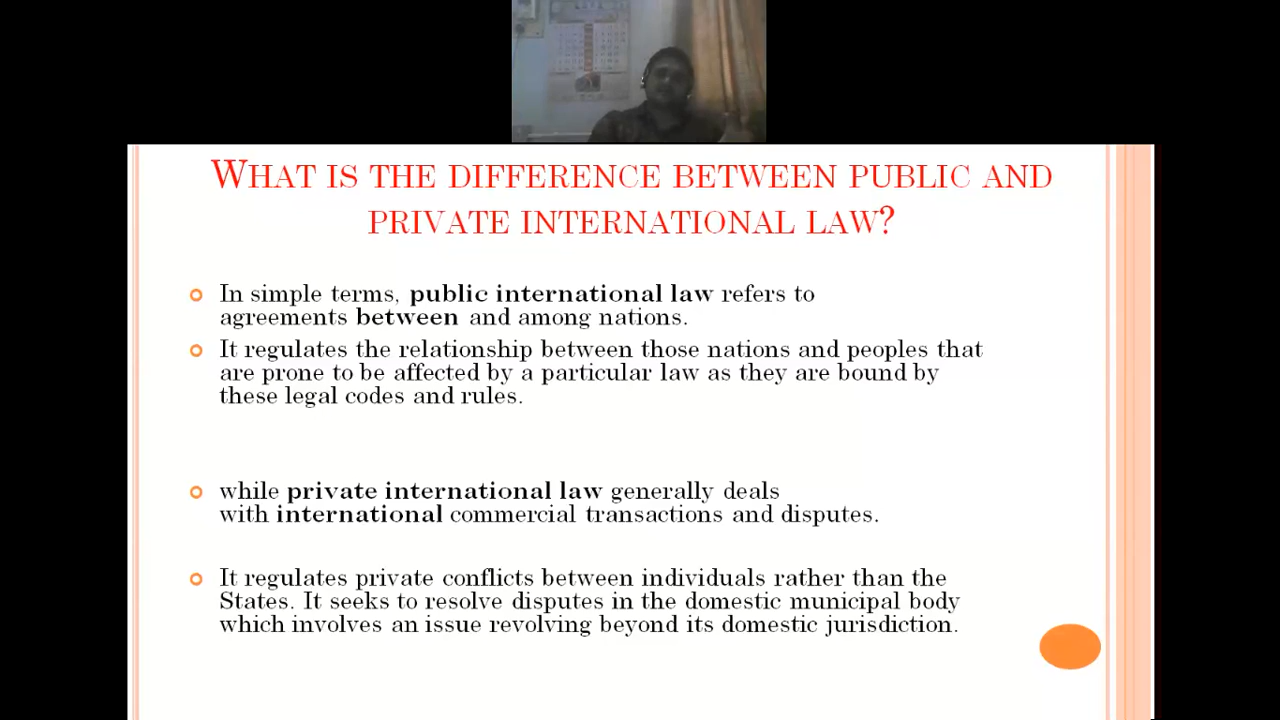 WHAT IS THE DIFFERENCE BETWEEN PUBLIC AND
PRIVATE INTERNATIONAL LAW?
In simple terms, public international law refers to
agreements between and among nations.
It regulates the relationship between those nations and peoples that
are prone to be affected by a particular law as they are bound by
these legal codes and rules.
while private international law generally deals
with international commercial transactions and disputes.
It regulates private conflicts between individuals rather than the
States. It seeks to resolve disputes in the domestic municipal body
which involves an issue revolving beyond its domestic jurisdiction.